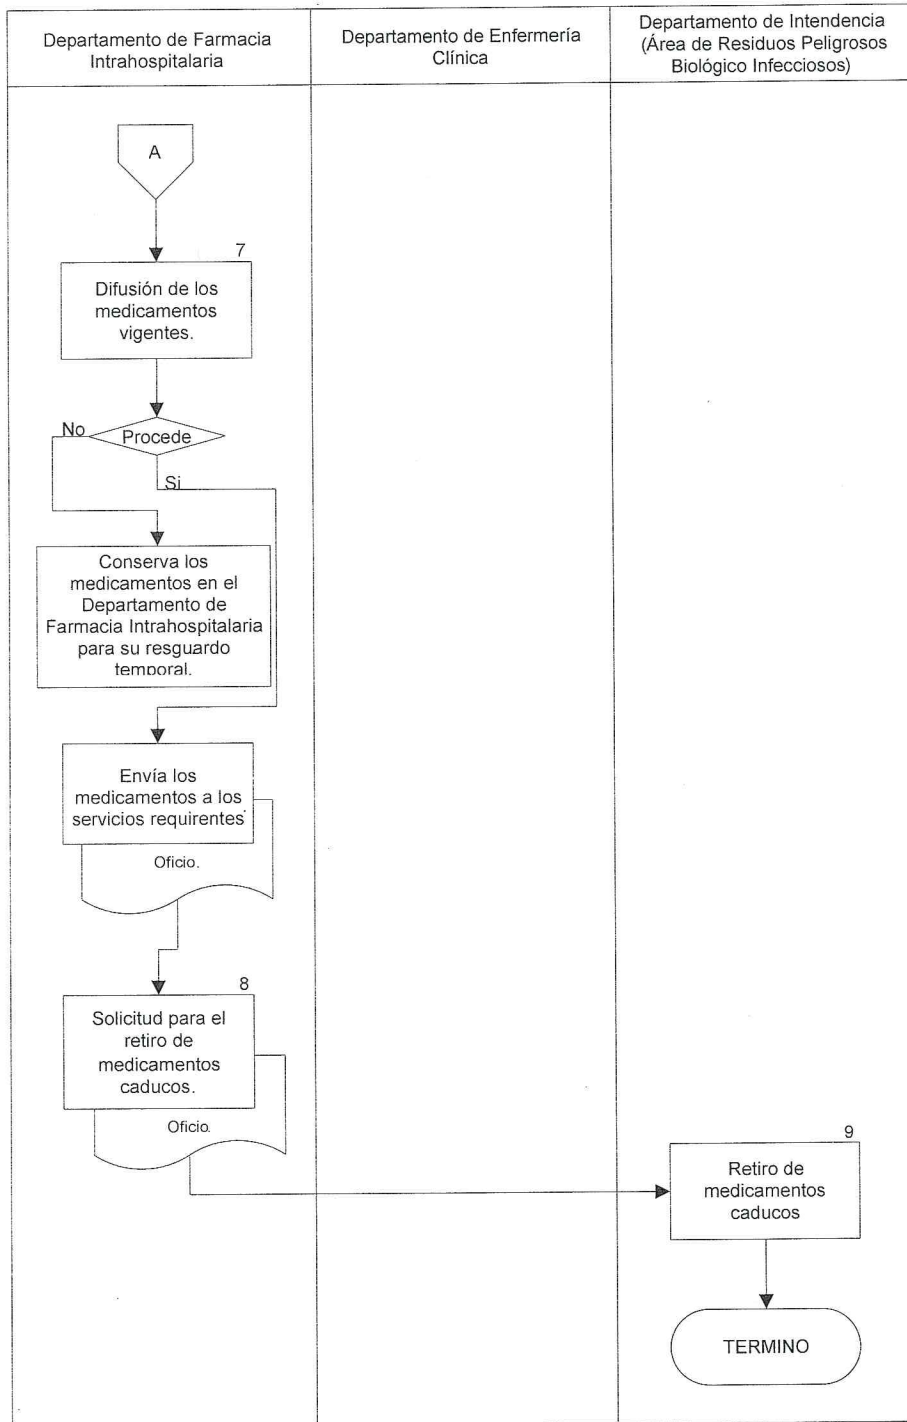 Departamento de Farmacia
Intrahospitalaria
Departamento de Enfermería
Clínica
Departamento de Intendencia
(Área de Residuos Peligrosos
Biológico Infecciosos)
A
7
Difusión de los
medicamentos
vigentes.
No
Procede
Si
Conserva los
medicamentos en el
Departamento de
Farmacia Intrahospitalaria
para su resguardo
temporal.
Envía los
medicamentos a los
servicios requirentes
Oficio.
8
Solicitud para el
retiro de
medicamentos
caducos.
Oficio.
9
Retiro de
medicamentos
caducos
TERMINO